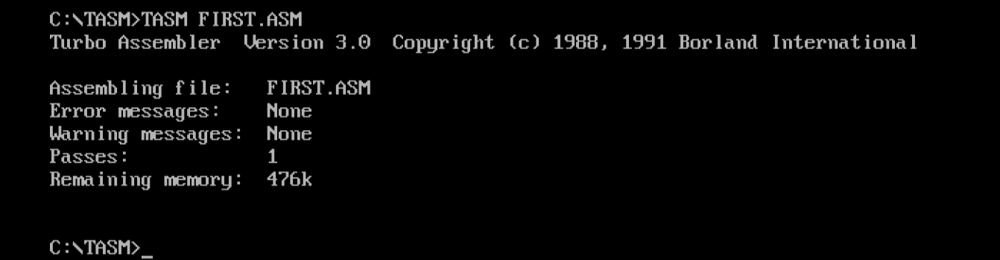 C:\TASM>TASM FIRST.ASM
Turbo Assembler  Version 3.0  Copyright (c) 1988, 1991 Borland International
Assembling file:   FIRST.ASM
Error messages:    None
Warning messages:  None
Passes:            1
Remaining memory:  476k
C:\TASM>_